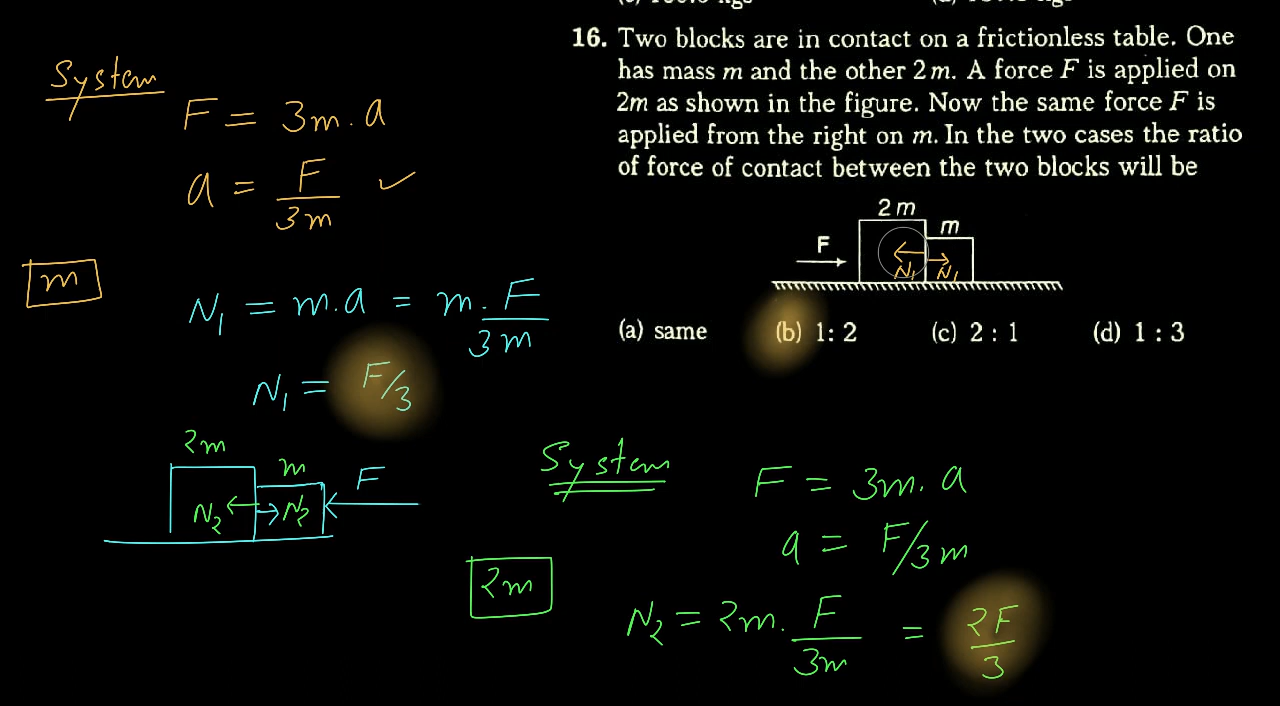 16. Two blocks are in contact on a frictionless table. One
has mass m and the other 2m. A force F is applied on
2m as shown in the figure. Now the same force F is
applied from the right on m. In the two cases the ratio
of force of contact between the two blocks will be
2 m
m
F
N₁ N₁
(a) same (b) 1 : 2 (c) 2 : 1 (d) 1 : 3
System
F = 3m . a
a = F/3m ✓
m
N₁ = m.a = m . F/3m
N₁ = F/3
2m
m
F
N₂ N₂
System
F = 3m . a
a = F/3m
2m
N₂ = 2m . F/3m = 2F/3